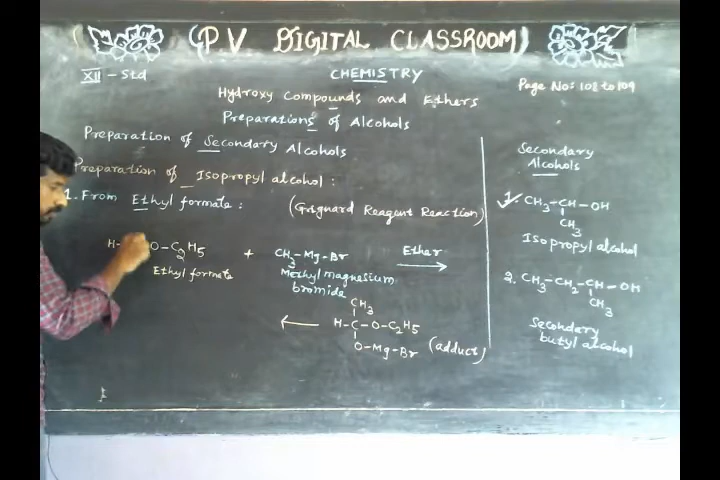 (P.V DIGITAL CLASSROOM)
XII - Std
CHEMISTRY
Page No: 108 to 109
Hydroxy Compounds and Ethers
Preparations of Alcohols
Preparation of Secondary Alcohols
Preparation of Isopropyl alcohol:
1. From Ethyl formate:
(Grignard Reagent Reaction)
H- O-C2H5 + CH3-Mg-Br Ether
Ethyl formate
Methyl magnesium
bromide
CH3
H-C-O-C2H5
O-Mg-Br (adduct)
Secondary
Alcohols
1. CH3-CH-OH
CH3
Isopropyl alcohol
2. CH3-CH2-CH-OH
CH3
Secondary
butyl alcohol